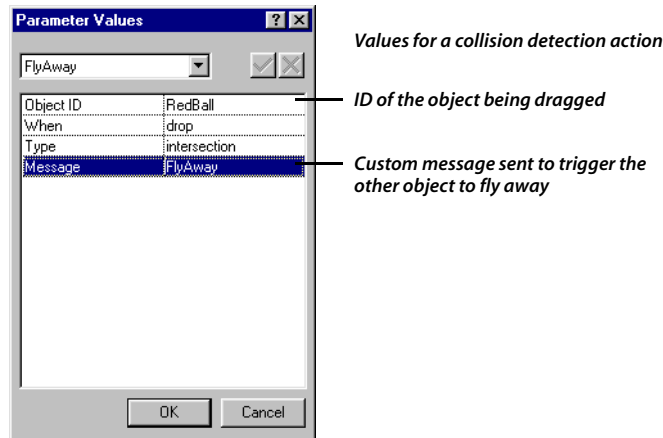 Parameter Values
FlyAway
Values for a collision detection action
Object ID RedBall
ID of the object being dragged
When drop
Type intersection
Message FlyAway
Custom message sent to trigger the
other object to fly away
OK Cancel